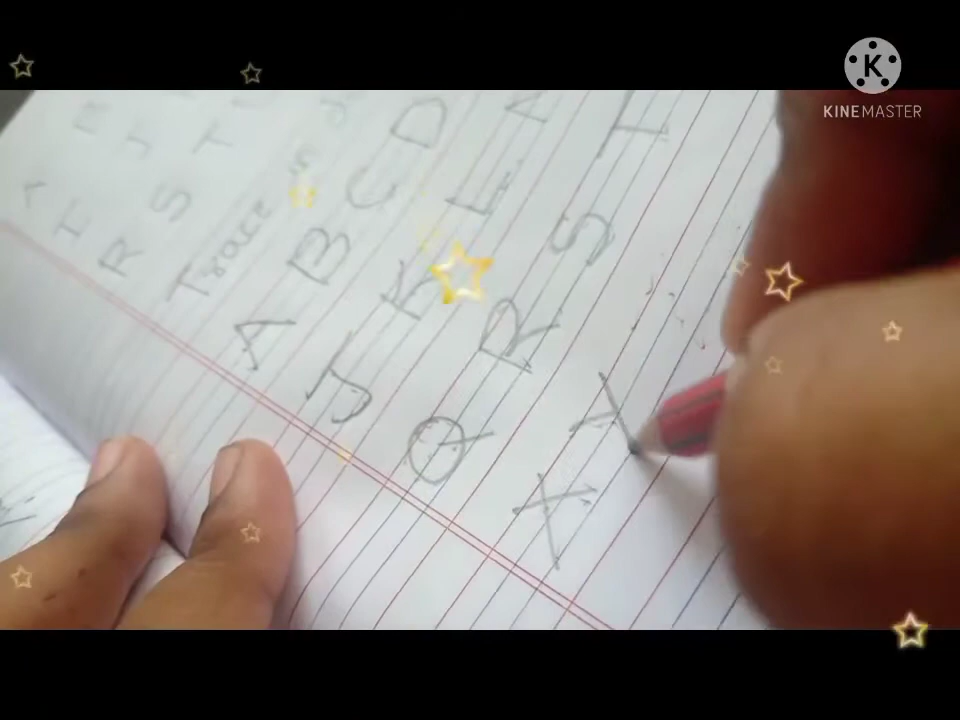 KINEMASTER
A B
I J
R S T
Trace
A B C D
J K L
Q R S T
X Y